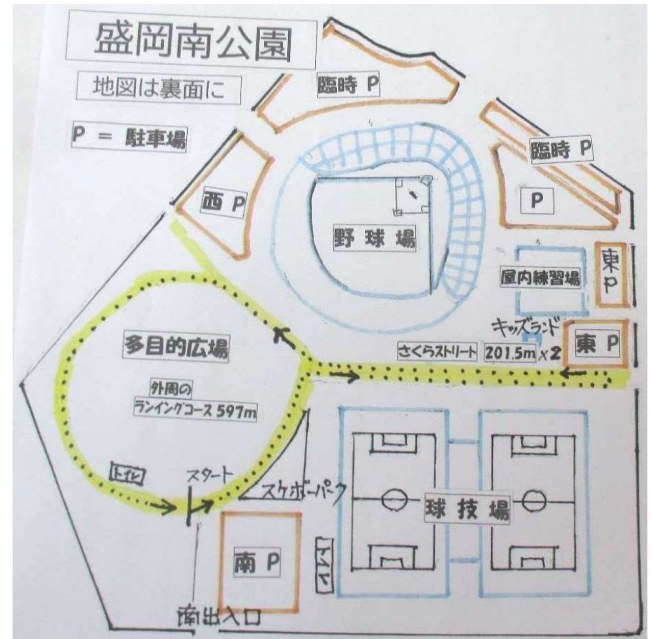 盛岡南公園
地図は裏面に
P = 駐車場
臨時 P
臨時 P
西 P
P
野球場
屋内練習場
東P
キッズランド
さくらストリート 201.5m x2
東 P
多目的広場
外周の
ランイングコース 597m
トイレ
スタート
スケボーパーク
球技場
南 P
トイレ
南出入口